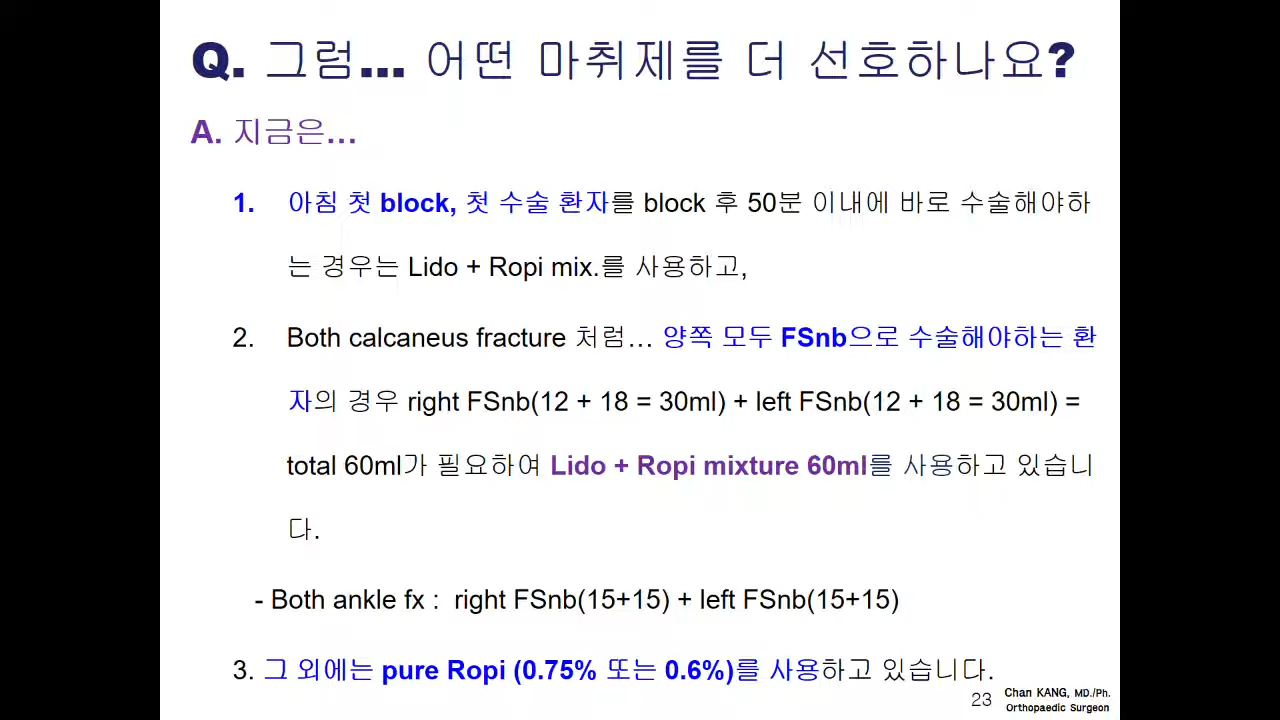 Q. 그럼... 어떤 마취제를 더 선호하나요?
A. 지금은...
1. 아침 첫 block, 첫 수술 환자를 block 후 50분 이내에 바로 수술해야하
는 경우는 Lido + Ropi mix.를 사용하고,
2. Both calcaneus fracture 처럼... 양쪽 모두 FSnb으로 수술해야하는 환
자의 경우 right FSnb(12 + 18 = 30ml) + left FSnb(12 + 18 = 30ml) =
total 60ml가 필요하여 Lido + Ropi mixture 60ml를 사용하고 있습니
다.
- Both ankle fx : right FSnb(15+15) + left FSnb(15+15)
3. 그 외에는 pure Ropi (0.75% 또는 0.6%)를 사용하고 있습니다.
23
Chan KANG, MD./Ph.
Orthopaedic Surgeon